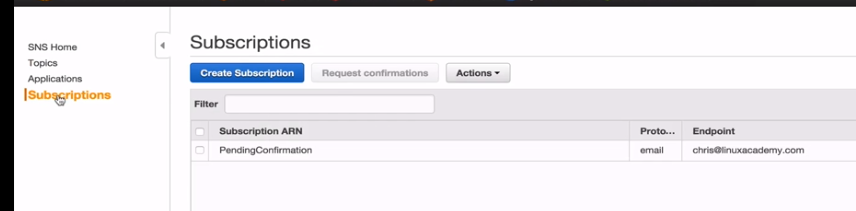 SNS Home
Topics
Applications
Subscriptions
Subscriptions
Create Subscription Request confirmations Actions
Filter
Subscription ARN Proto... Endpoint
PendingConfirmation email chris@linuxacademy.com